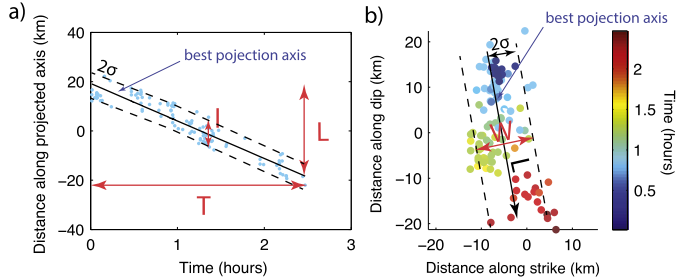 a)
Distance along projected axis (km)
40
20
0
−20
−40
0
1
2
3
Time (hours)
2σ
best pojection axis
l
L
T
b)
Distance along dip (km)
20
10
0
−10
−20
−20
−10
0
10
Distance along strike (km)
best pojection axis
2σ
W
L
2
1.5
1
0.5
Time (hours)